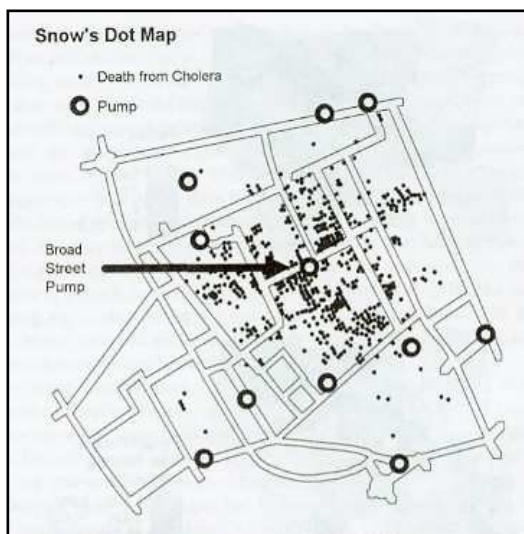 Snow's Dot Map
Death from Cholera
Pump
Broad
Street
Pump